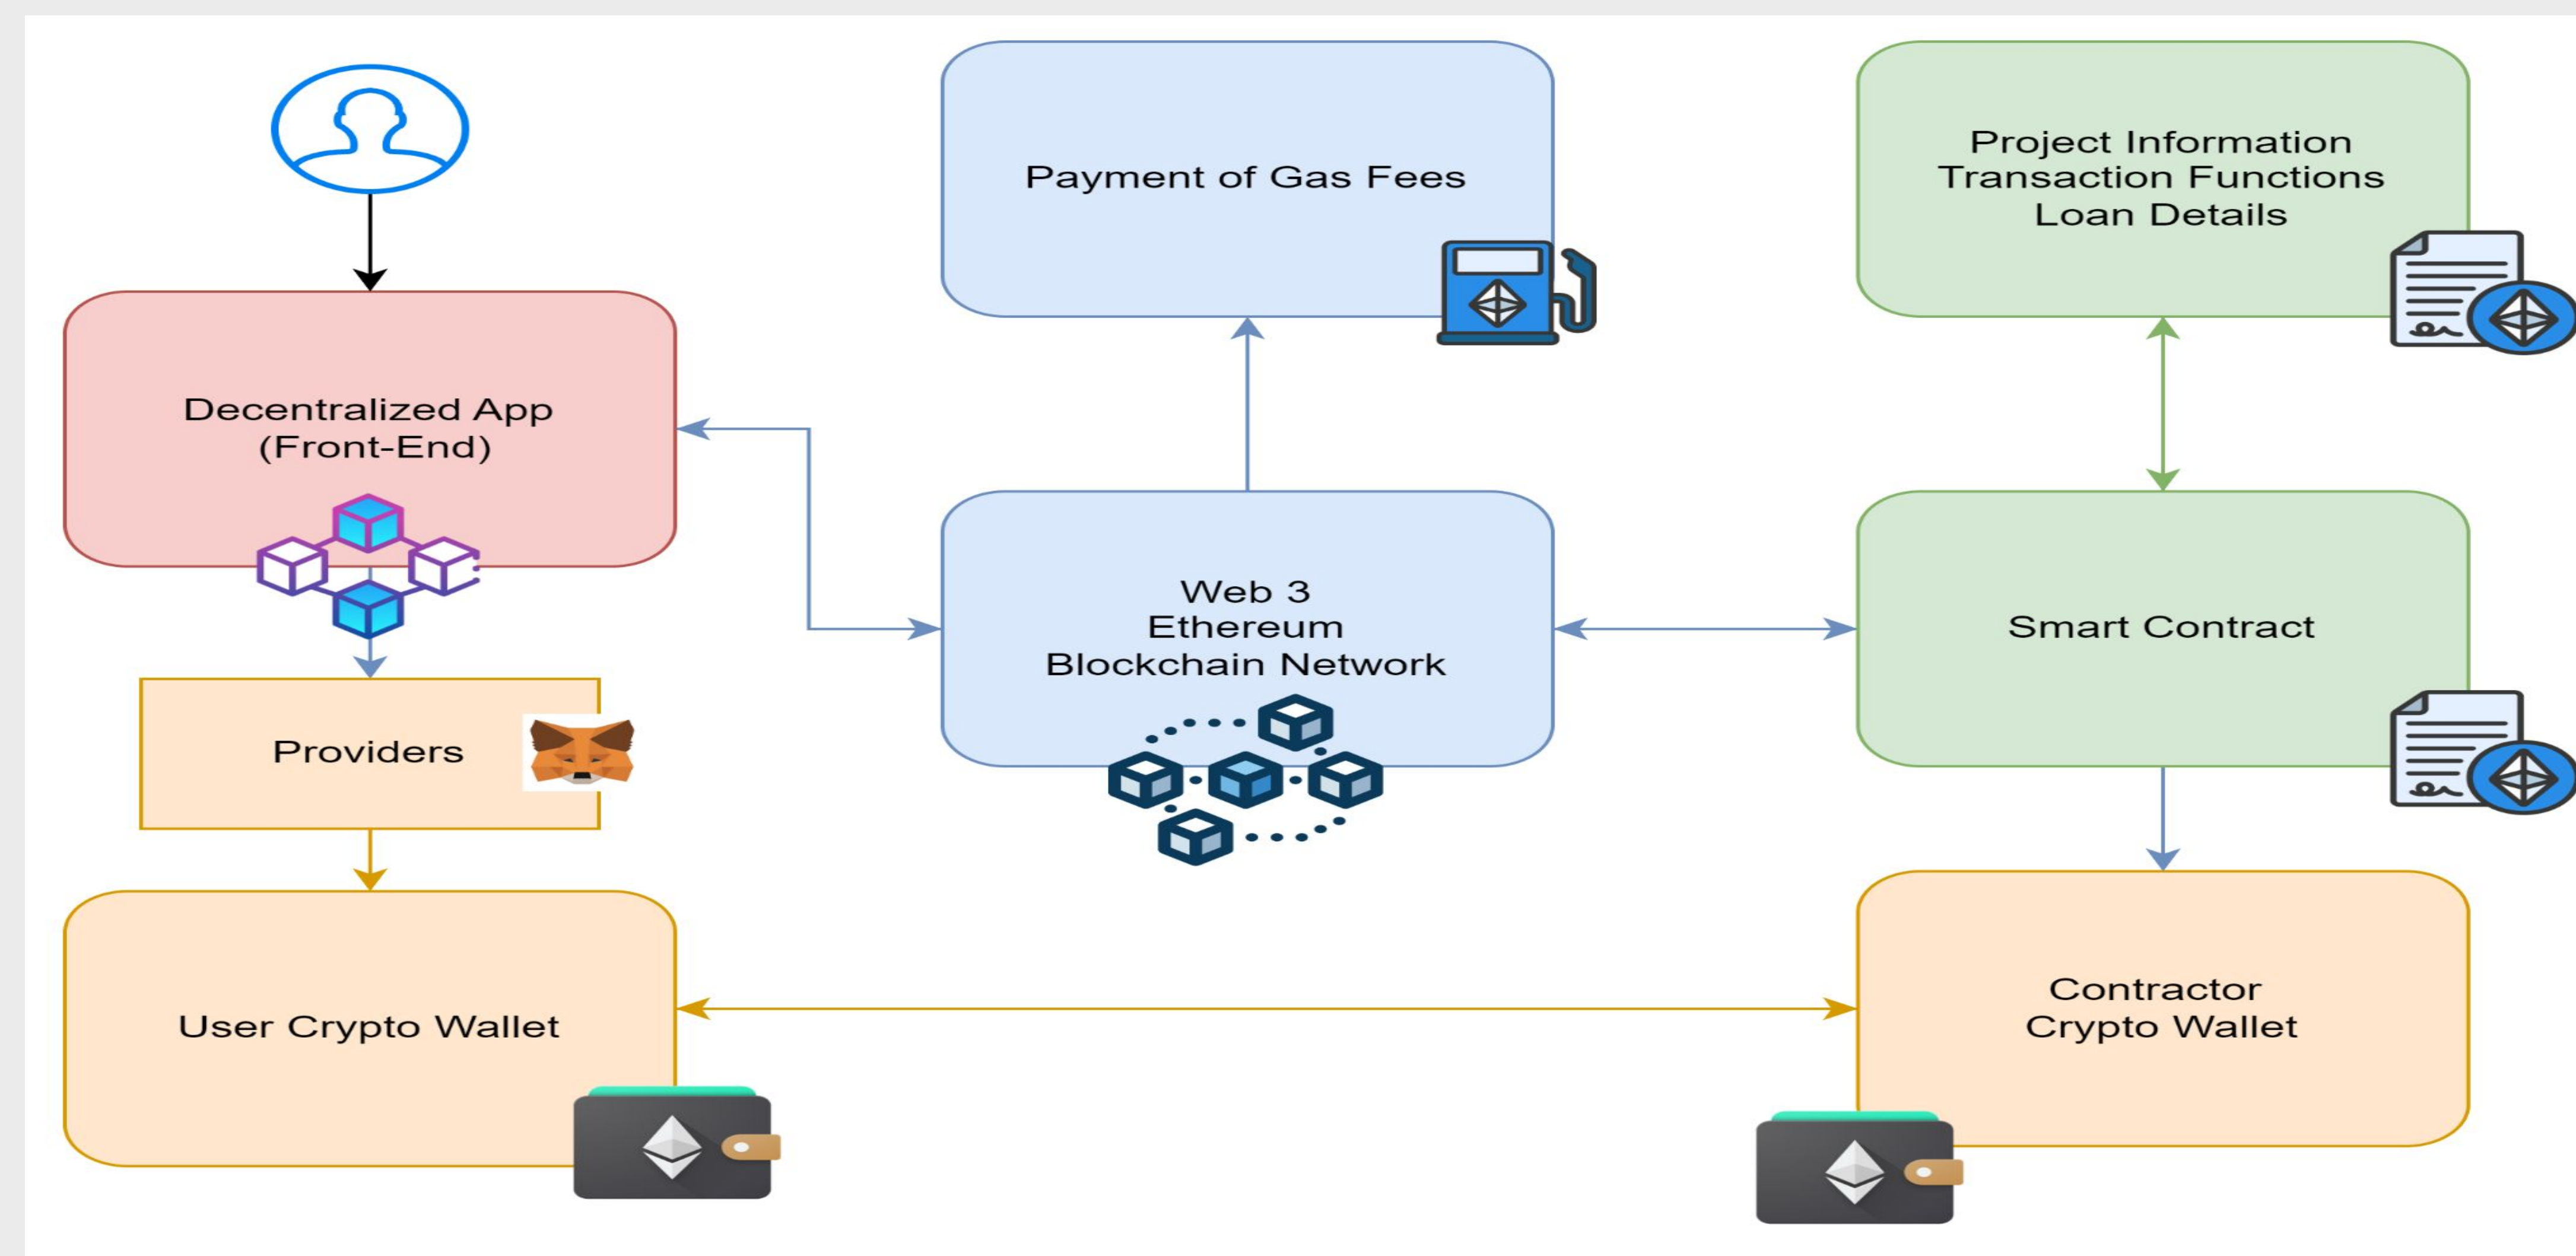 Payment of Gas Fees
Project Information
Transaction Functions
Loan Details
Decentralized App
(Front-End)
Web 3
Ethereum
Blockchain Network
Smart Contract
Providers
User Crypto Wallet
Contractor
Crypto Wallet